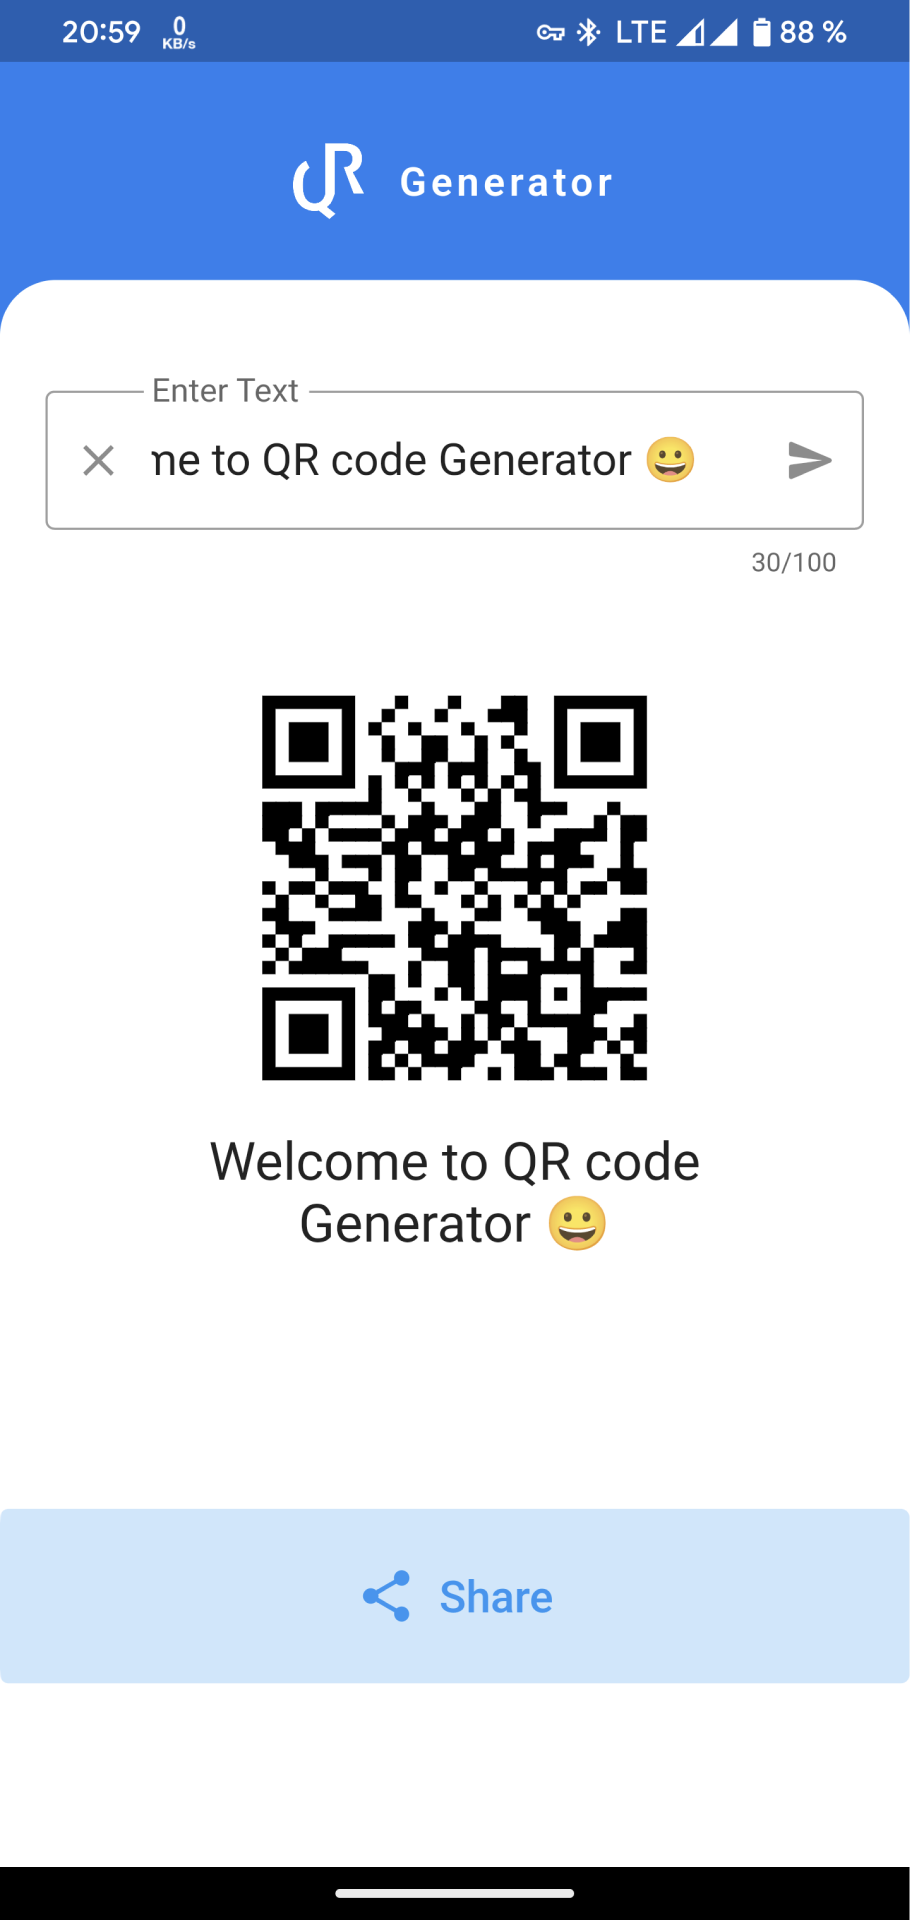 20:59 0 KB/s LTE 88 %
QR Generator
Enter Text
me to QR code Generator 😀
30/100
Welcome to QR code
Generator 😀
Share